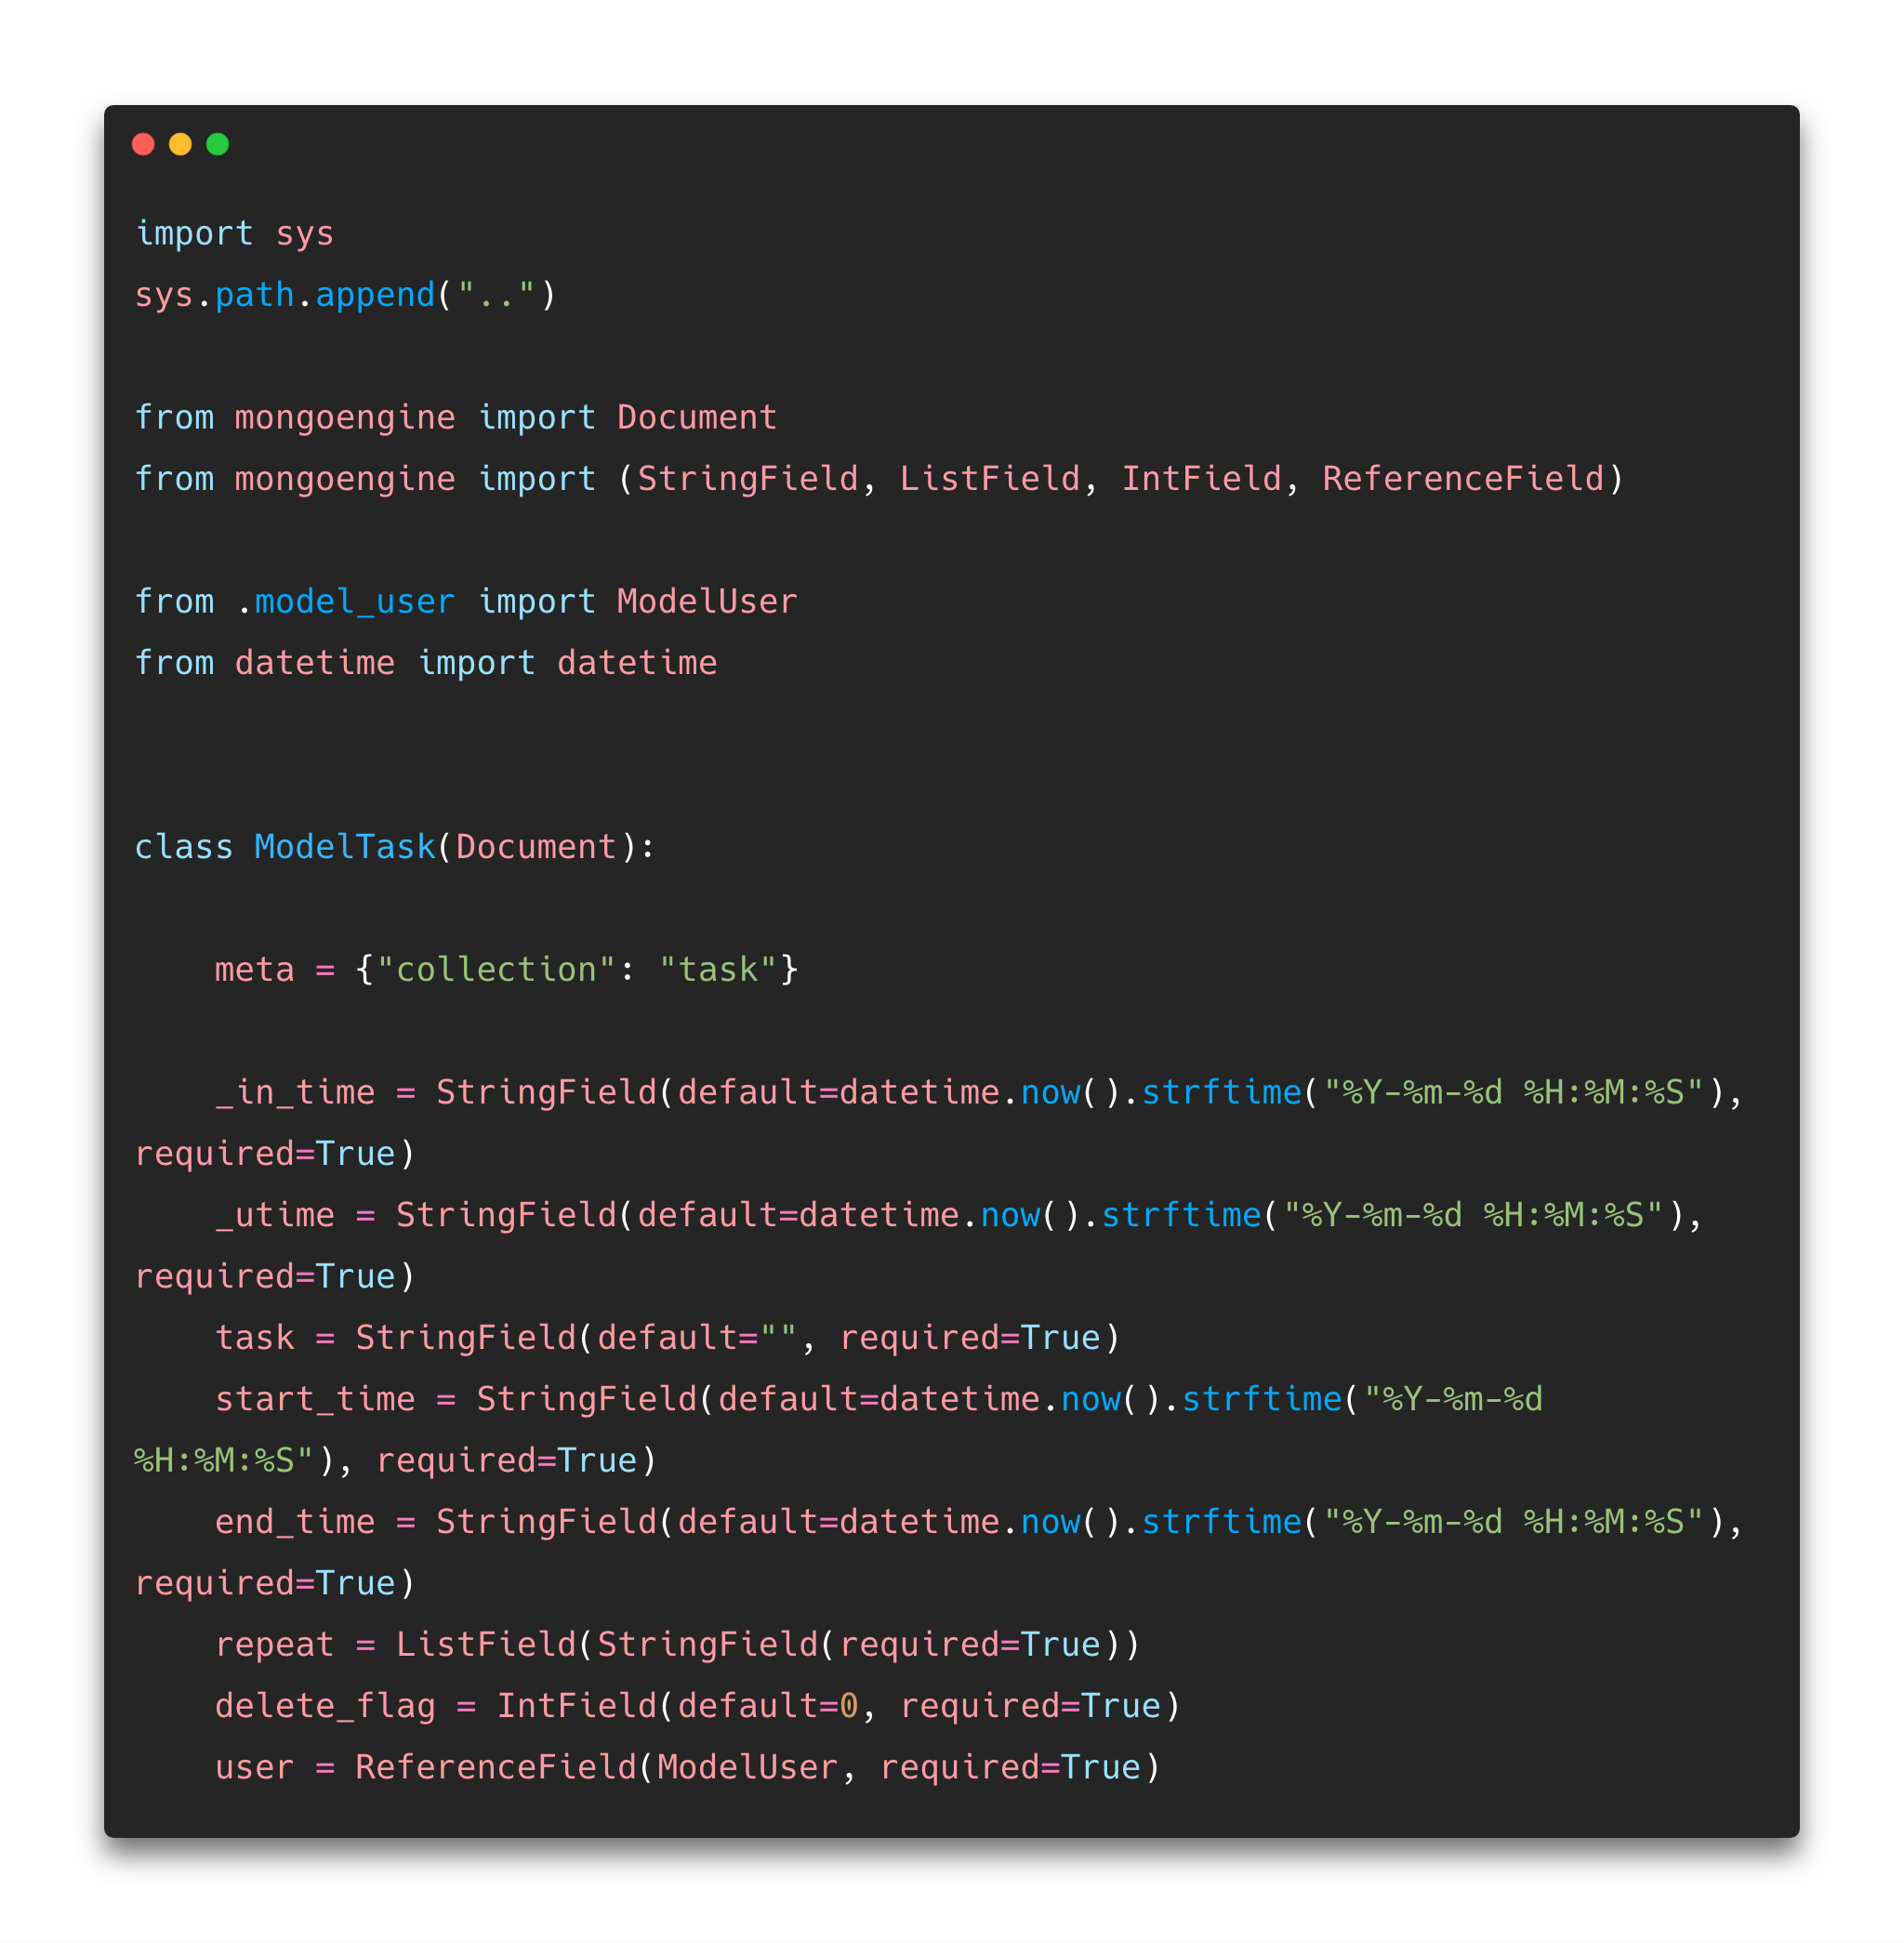 import sys
sys.path.append("..")
from mongoengine import Document
from mongoengine import (StringField, ListField, IntField, ReferenceField)
from .model_user import ModelUser
from datetime import datetime
class ModelTask(Document):
    meta = {"collection": "task"}
    _in_time = StringField(default=datetime.now().strftime("%Y-%m-%d %H:%M:%S"),
required=True)
    _utime = StringField(default=datetime.now().strftime("%Y-%m-%d %H:%M:%S"),
required=True)
    task = StringField(default="", required=True)
    start_time = StringField(default=datetime.now().strftime("%Y-%m-%d
%H:%M:%S"), required=True)
    end_time = StringField(default=datetime.now().strftime("%Y-%m-%d %H:%M:%S"),
required=True)
    repeat = ListField(StringField(required=True))
    delete_flag = IntField(default=0, required=True)
    user = ReferenceField(ModelUser, required=True)